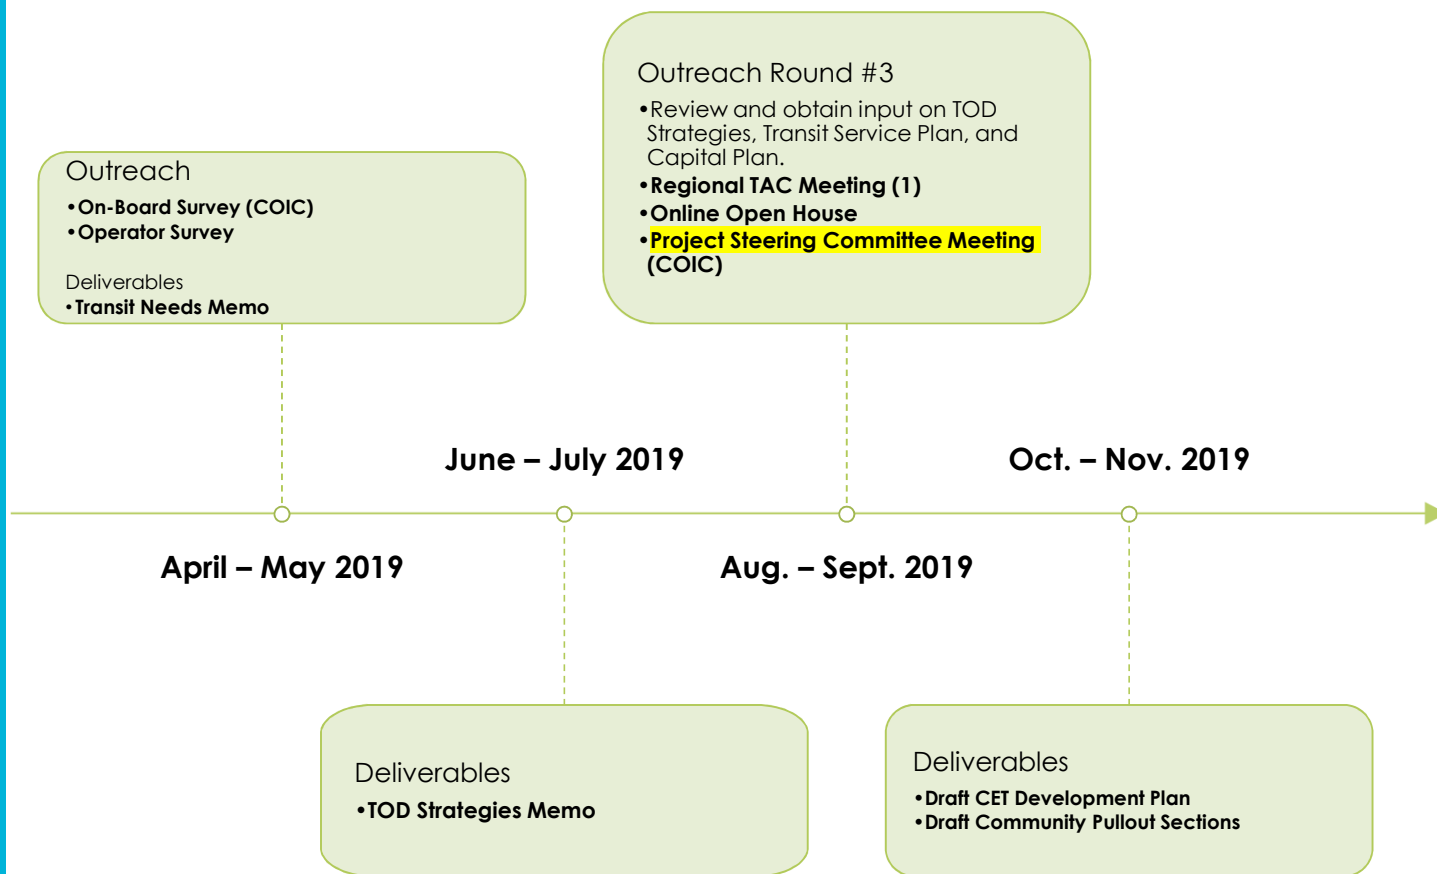 Outreach Round #3
•Review and obtain input on TOD
Strategies, Transit Service Plan, and
Capital Plan.
•Regional TAC Meeting (1)
•Online Open House
•Project Steering Committee Meeting
(COIC)
Outreach
•On-Board Survey (COIC)
•Operator Survey
Deliverables
•Transit Needs Memo
June – July 2019
Oct. – Nov. 2019
April – May 2019
Aug. – Sept. 2019
Deliverables
•TOD Strategies Memo
Deliverables
•Draft CET Development Plan
•Draft Community Pullout Sections